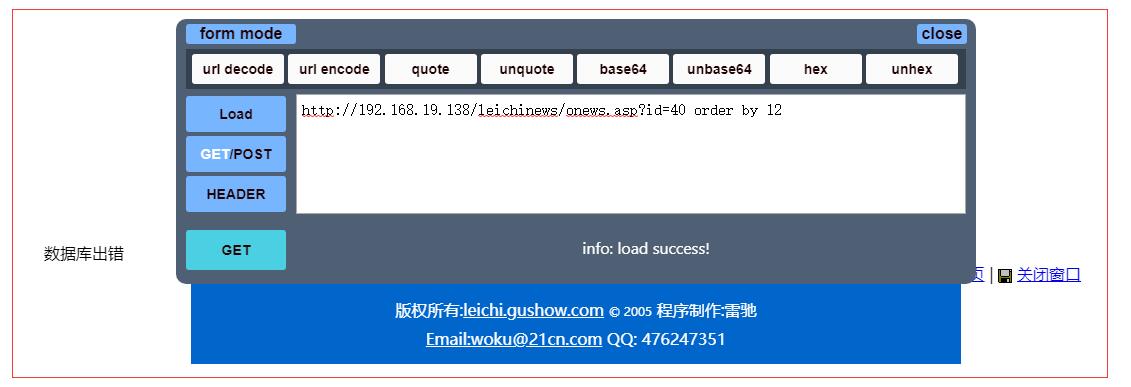 form mode close
url decode url encode quote unquote base64 unbase64 hex unhex
Load
http://192.168.19.138/leichinews/onews.asp?id=40 order by 12
GET/POST
HEADER
GET info: load success!
数据库出错
页 | 关闭窗口
版权所有:leichi.gushow.com © 2005 程序制作:雷驰
Email:woku@21cn.com QQ: 476247351